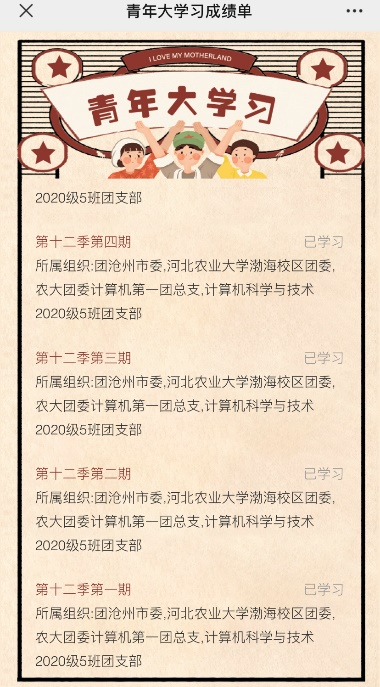 青年大学习成绩单
I LOVE MY MOTHERLAND
青年大学习
2020级5班团支部
第十二季第四期 已学习
所属组织:团沧州市委,河北农业大学渤海校区团委,
农大团委计算机第一团总支,计算机科学与技术
2020级5班团支部
第十二季第三期 已学习
所属组织:团沧州市委,河北农业大学渤海校区团委,
农大团委计算机第一团总支,计算机科学与技术
2020级5班团支部
第十二季第二期 已学习
所属组织:团沧州市委,河北农业大学渤海校区团委,
农大团委计算机第一团总支,计算机科学与技术
2020级5班团支部
第十二季第一期 已学习
所属组织:团沧州市委,河北农业大学渤海校区团委,
农大团委计算机第一团总支,计算机科学与技术
2020级5班团支部